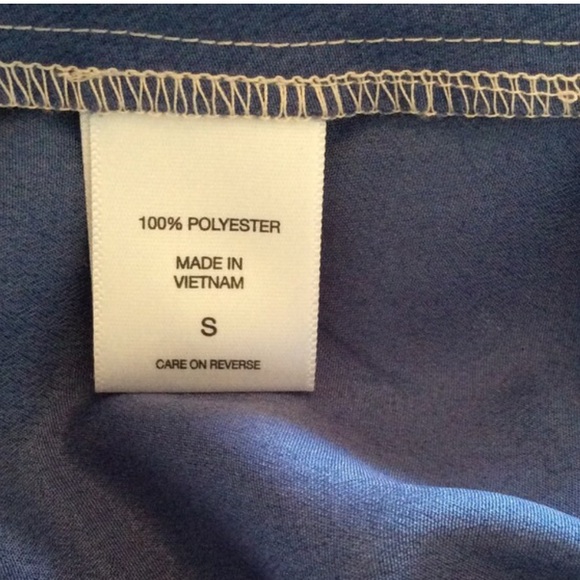 100% POLYESTER
MADE IN
VIETNAM
S
CARE ON REVERSE